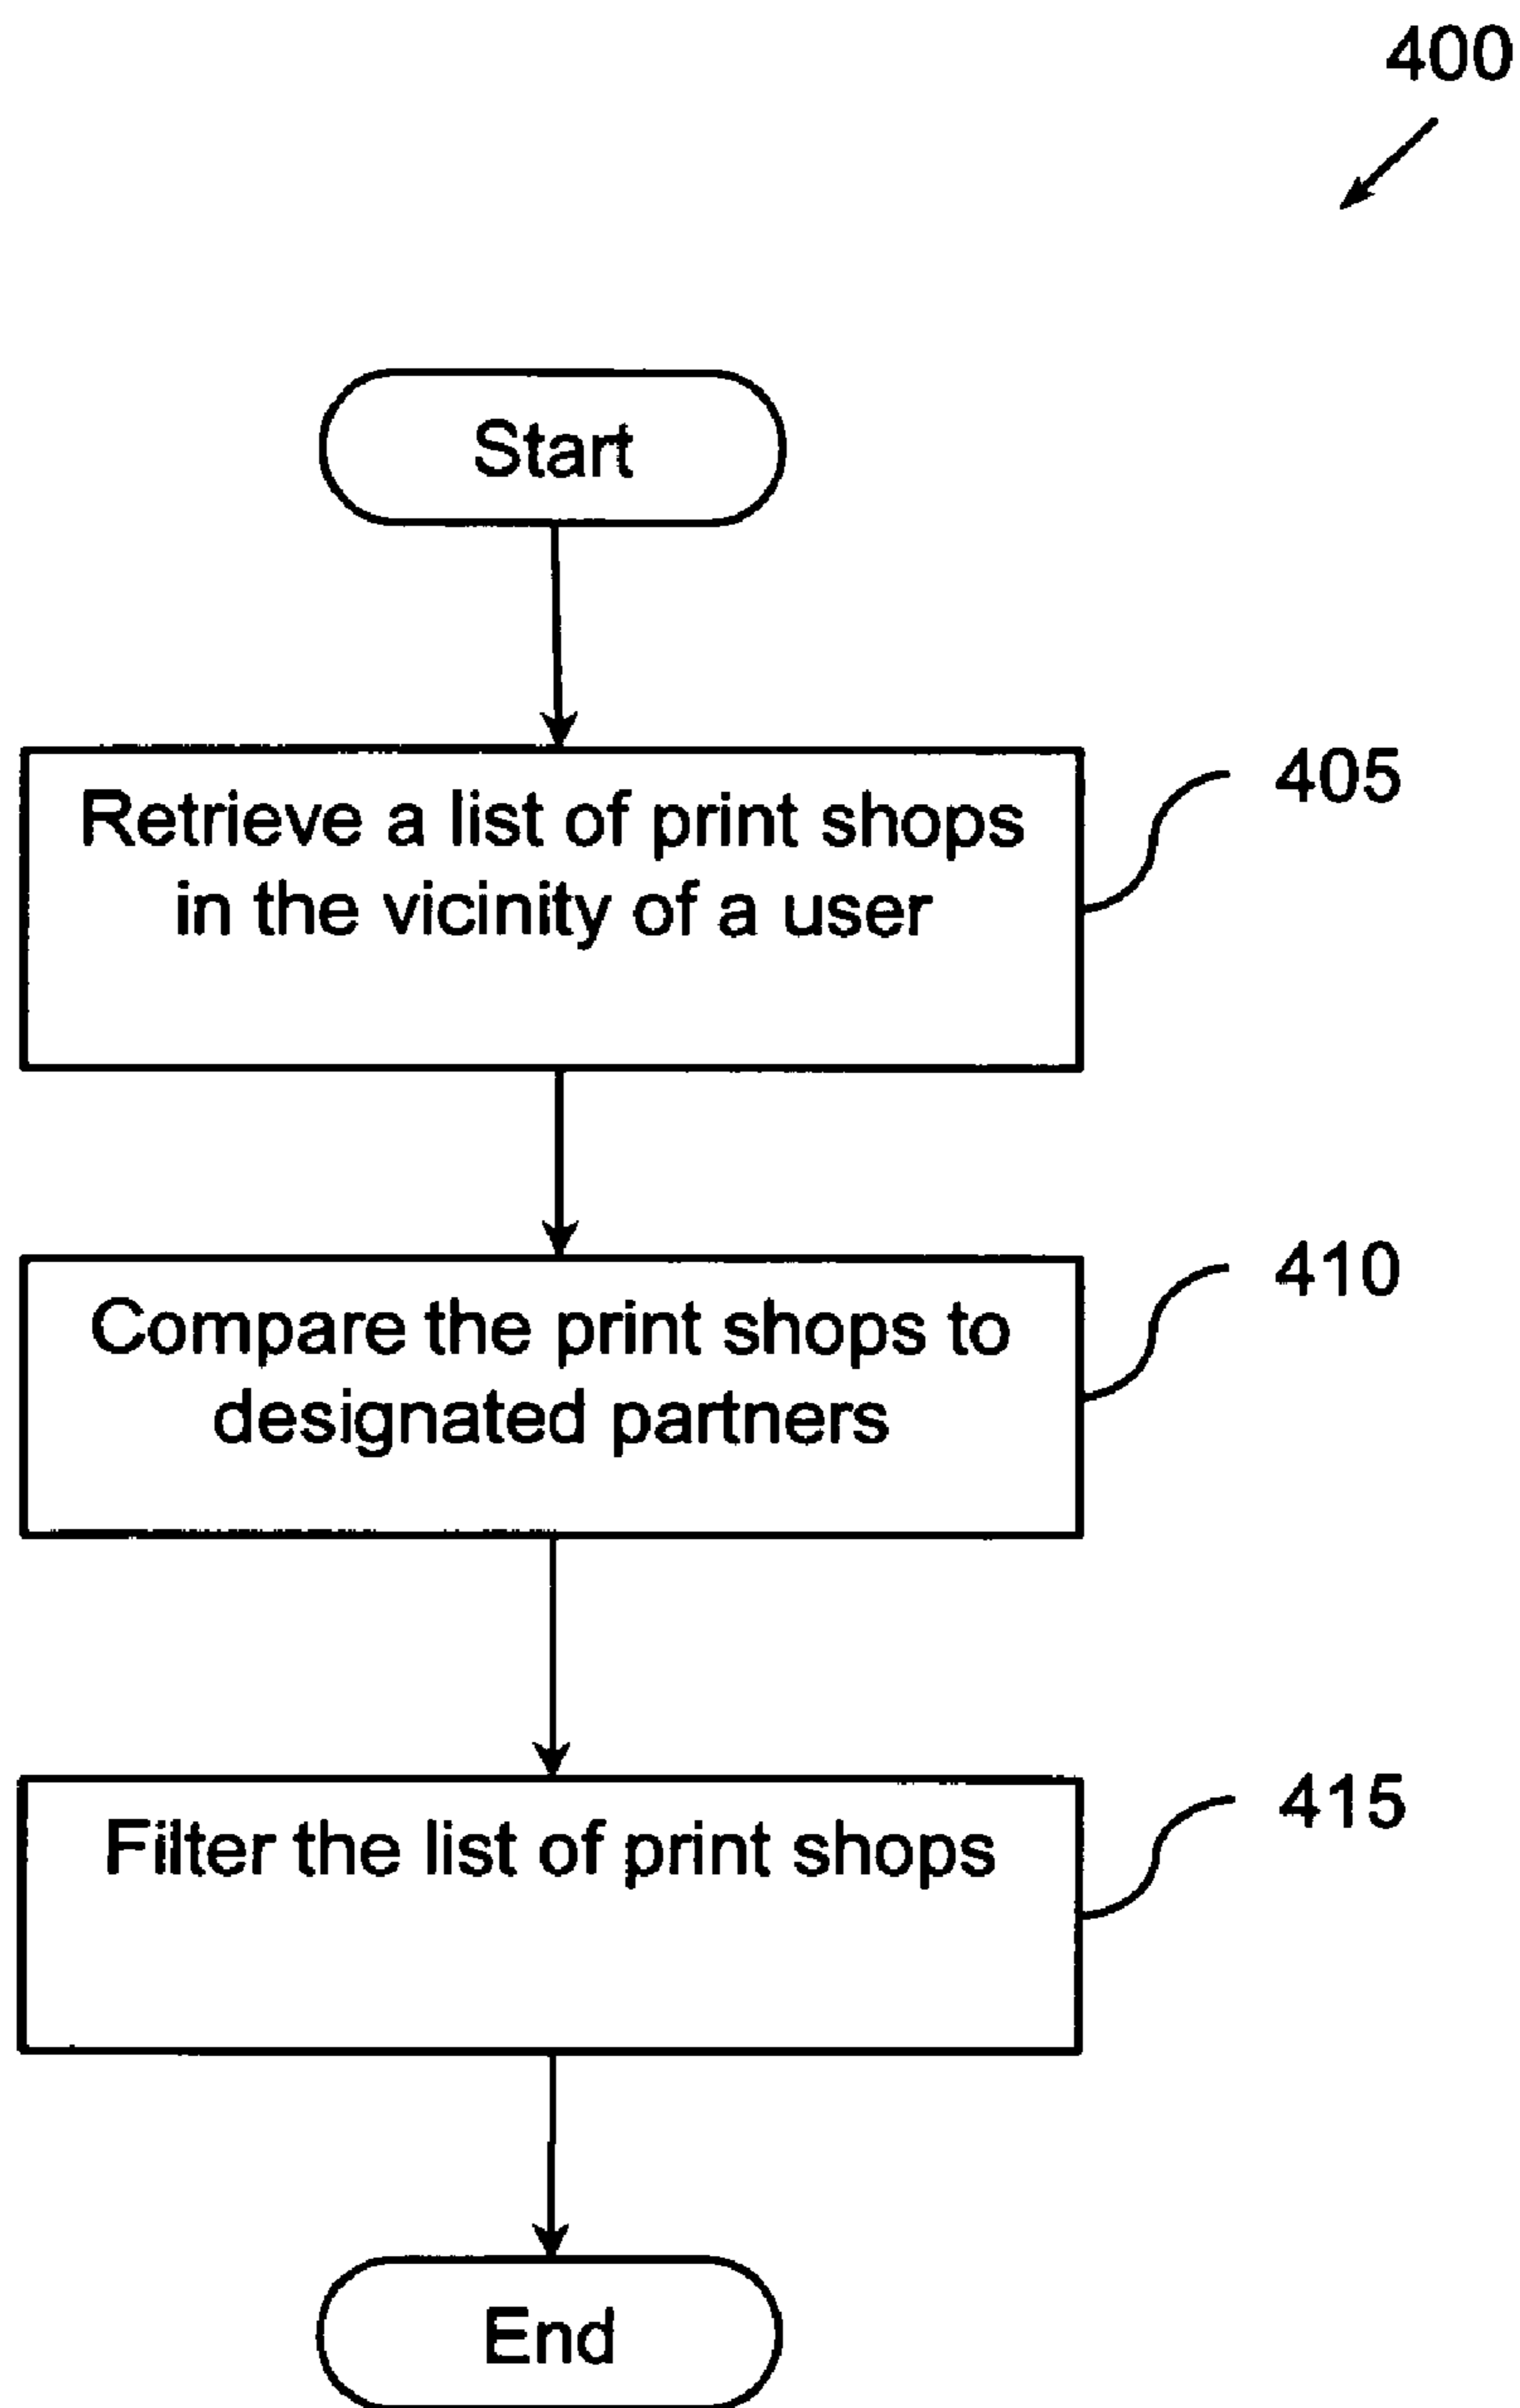 400
Start
Retrieve a list of print shops
in the vicinity of a user
405
Compare the print shops to
designated partners
410
Filter the list of print shops
415
End